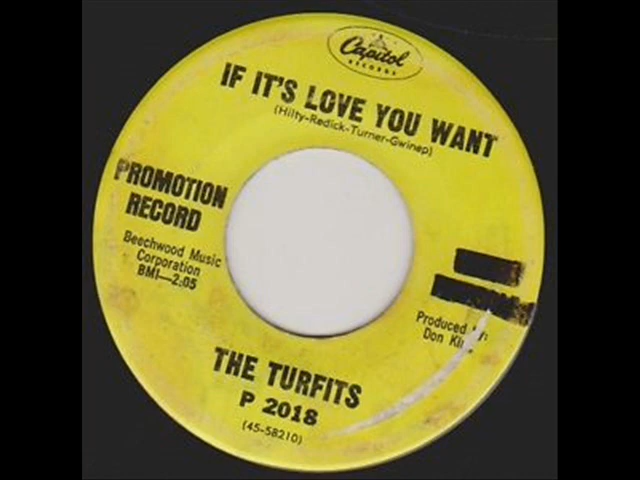 Capitol
RECORDS
IF IT'S LOVE YOU WANT
(Hilty-Redick-Turner-Gwinep)
PROMOTION
RECORD
Beechwood Music
Corporation
BMI—2:05
Produced
Don
THE TURFITS
P 2018
(45-58210)